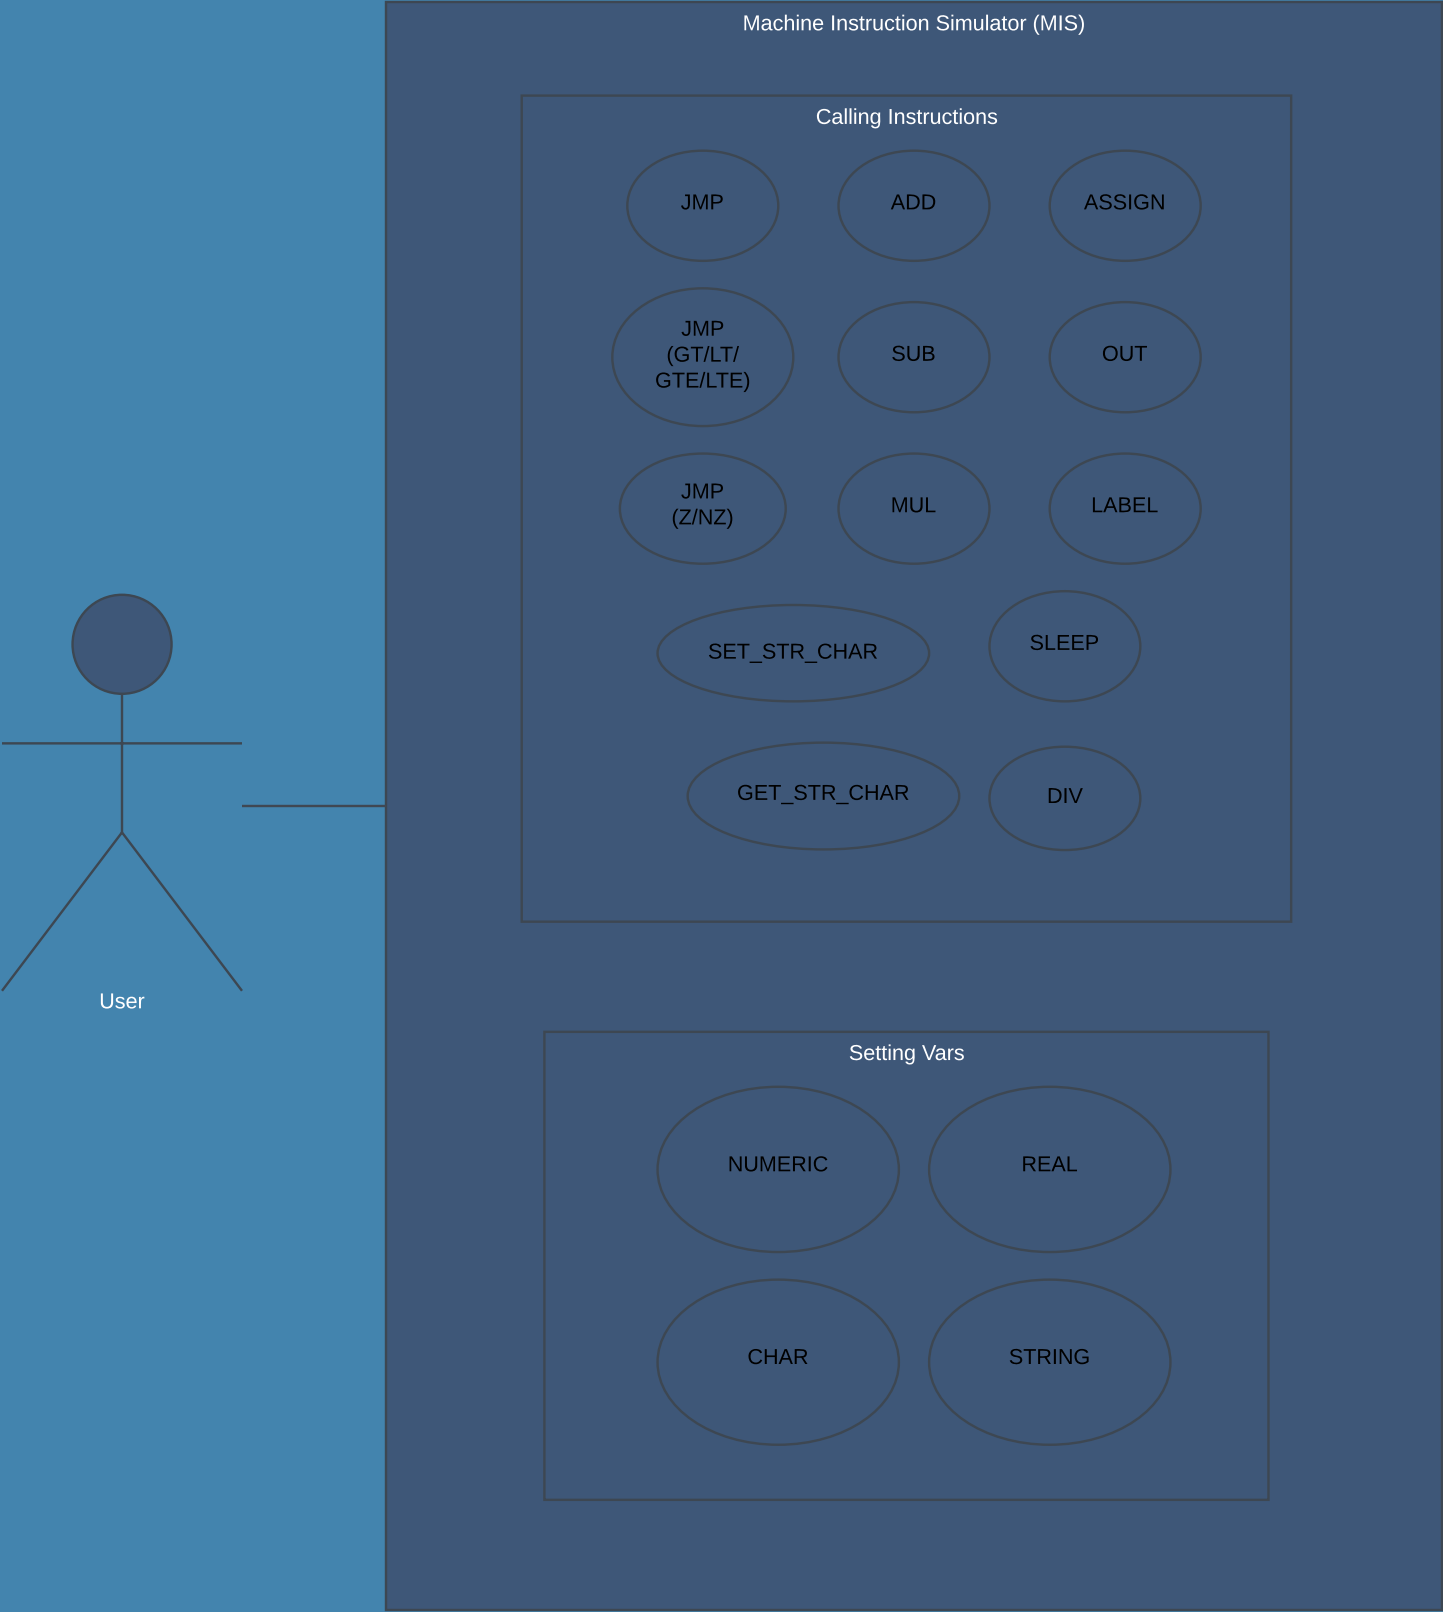 Machine Instruction Simulator (MIS)
Calling Instructions
JMP
ADD
ASSIGN
JMP
(GT/LT/
GTE/LTE)
SUB
OUT
JMP
(Z/NZ)
MUL
LABEL
SET_STR_CHAR
SLEEP
GET_STR_CHAR
DIV
User
Setting Vars
NUMERIC
REAL
CHAR
STRING